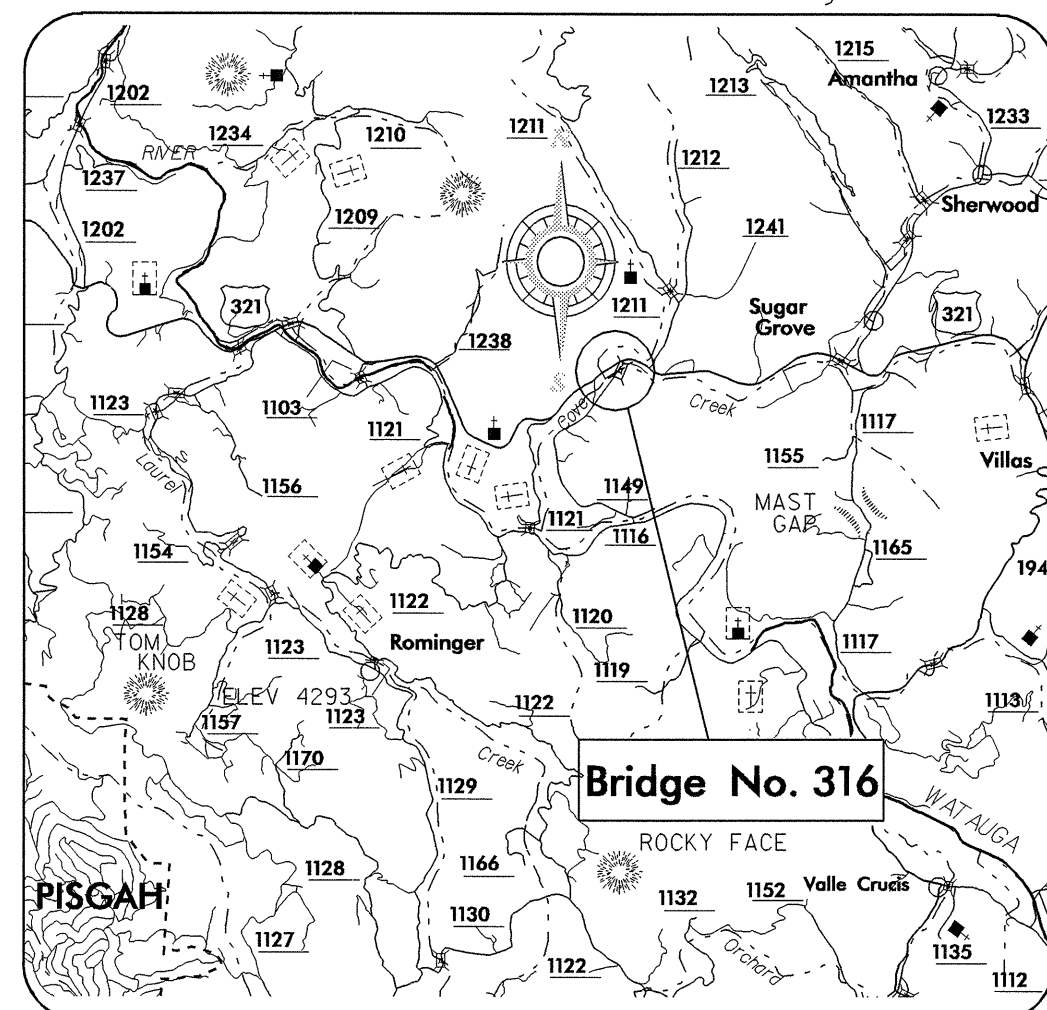 1202
1215
Amantha
1213
1233
1211
1234
1210
RIVER
1212
1237
Sherwood
1209
1202
1241
N
321
1211
Sugar
Grove
321
1238
Creek
1123
1103
Cove
1121
1117
1155
Villas
Laurel
1156
1149
MAST
GAP
1121
1116
1154
1165
194
1128
1122
TOM
KNOB
1120
Rominger
1123
1117
1119
ELEV 4293
1122
1123
1113
1157
1170
Creek
S
Bridge No. 316
1129
WATAUGA
ROCKY FACE
1128
1166
Valle Crucis
PISGAH
1132
1152
1130
1127
Orchard
1122
1135
1112